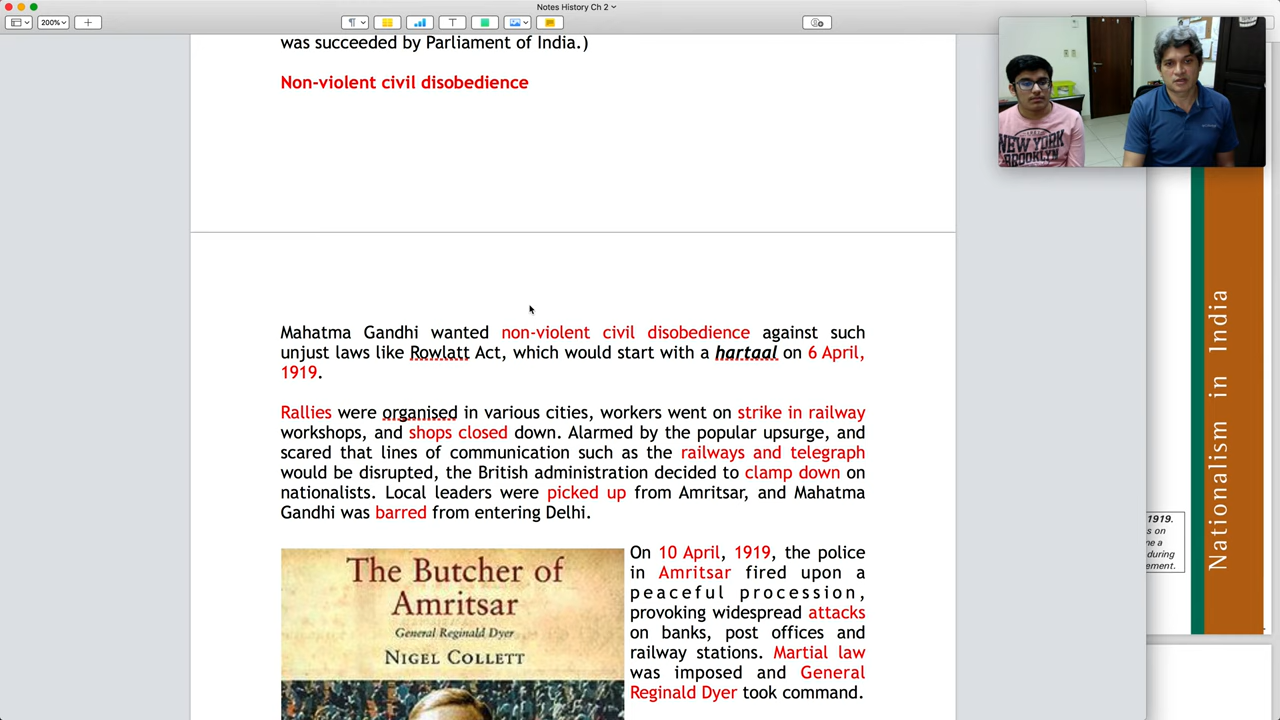 Notes History Ch 2
200%
was succeeded by Parliament of India.)
Non-violent civil disobedience
NEW YORK
BROOKLYN
Mahatma Gandhi wanted non-violent civil disobedience against such
unjust laws like Rowlatt Act, which would start with a hartaal on 6 April,
1919.
Rallies were organised in various cities, workers went on strike in railway
workshops, and shops closed down. Alarmed by the popular upsurge, and
scared that lines of communication such as the railways and telegraph
would be disrupted, the British administration decided to clamp down on
nationalists. Local leaders were picked up from Amritsar, and Mahatma
Gandhi was barred from entering Delhi.
The Butcher of
Amritsar
General Reginald Dyer
NIGEL COLLETT
On 10 April, 1919, the police
in Amritsar fired upon a
peaceful procession,
provoking widespread attacks
on banks, post offices and
railway stations. Martial law
was imposed and General
Reginald Dyer took command.
Nationalism in India
1919.
s on
ne a
during
ement.